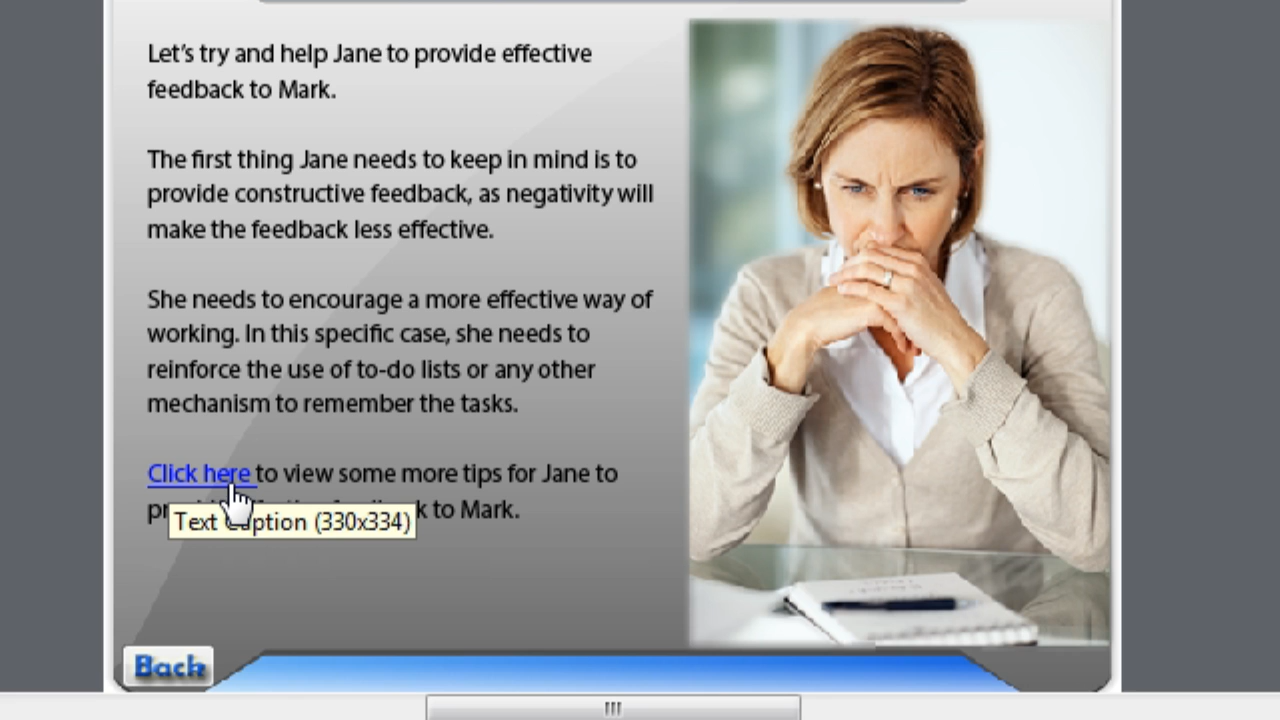 Let's try and help Jane to provide effective
feedback to Mark.
The first thing Jane needs to keep in mind is to
provide constructive feedback, as negativity will
make the feedback less effective.
She needs to encourage a more effective way of
working. In this specific case, she needs to
reinforce the use of to-do lists or any other
mechanism to remember the tasks.
Click here to view some more tips for Jane to
to Mark.
Text Caption (330x334)
Back